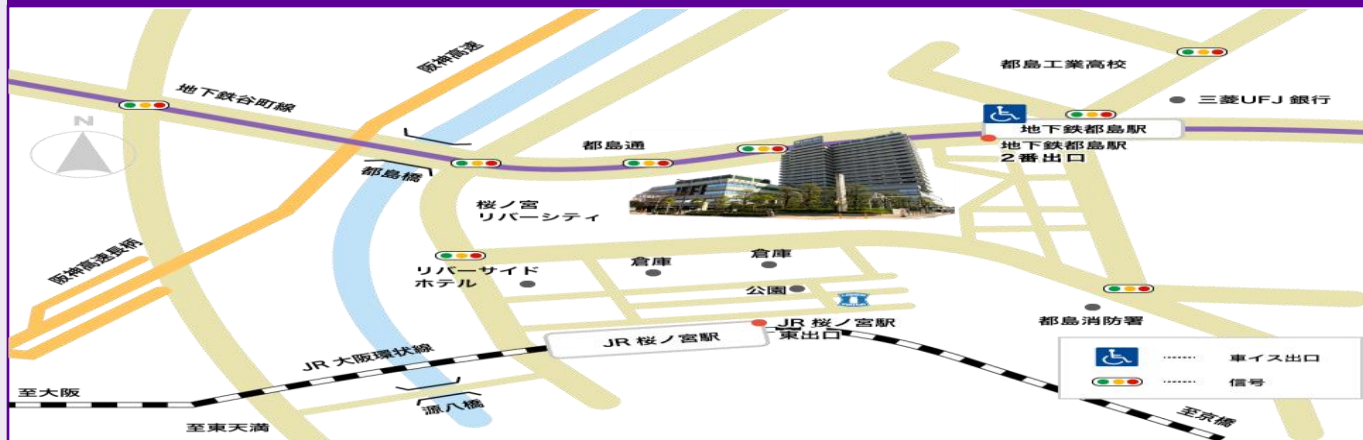 阪神高速
地下鉄谷町線
都島工業高校
三菱UFJ 銀行
N
地下鉄都島駅
都島通
地下鉄都島駅
2番出口
都島橋
桜ノ宮
リバーシティ
阪神高速長柄
リバーサイド
ホテル
倉庫
倉庫
公園
都島消防署
JR 桜ノ宮駅
JR 桜ノ宮駅
東出口
JR 大阪環状線
車イス出口
信号
至大阪
源八橋
至東天満
至京橋